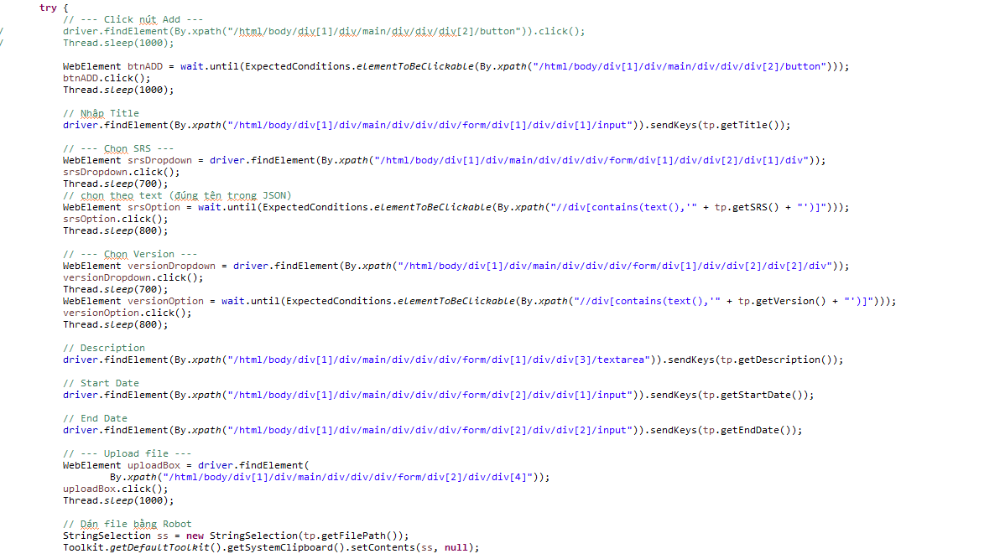 try {
// --- Click nút Add ---
/ driver.findElement(By.xpath("/html/body/div[1]/div/main/div/div/div[2]/button")).click();
/ Thread.sleep(1000);
WebElement btnADD = wait.until(ExpectedConditions.elementToBeClickable(By.xpath("/html/body/div[1]/div/main/div/div/div[2]/button")));
btnADD.click();
Thread.sleep(1000);
// Nhập Title
driver.findElement(By.xpath("/html/body/div[1]/div/main/div/div/div/form/div[1]/div/div[1]/input")).sendKeys(tp.getTitle());
// --- Chọn SRS ---
WebElement srsDropdown = driver.findElement(By.xpath("/html/body/div[1]/div/main/div/div/div/form/div[1]/div/div[2]/div[1]/div"));
srsDropdown.click();
Thread.sleep(700);
// chọn theo text (đúng tên trong JSON)
WebElement srsOption = wait.until(ExpectedConditions.elementToBeClickable(By.xpath("//div[contains(text(),'" + tp.getSRS() + "')]")));
srsOption.click();
Thread.sleep(800);
// --- Chọn Version ---
WebElement versionDropdown = driver.findElement(By.xpath("/html/body/div[1]/div/main/div/div/div/form/div[1]/div/div[2]/div[2]/div"));
versionDropdown.click();
Thread.sleep(700);
WebElement versionOption = wait.until(ExpectedConditions.elementToBeClickable(By.xpath("//div[contains(text(),'" + tp.getVersion() + "')]")));
versionOption.click();
Thread.sleep(800);
// Description
driver.findElement(By.xpath("/html/body/div[1]/div/main/div/div/div/form/div[1]/div/div[3]/textarea")).sendKeys(tp.getDescription());
// Start Date
driver.findElement(By.xpath("/html/body/div[1]/div/main/div/div/div/form/div[2]/div/div[1]/input")).sendKeys(tp.getStartDate());
// End Date
driver.findElement(By.xpath("/html/body/div[1]/div/main/div/div/div/form/div[2]/div/div[2]/input")).sendKeys(tp.getEndDate());
// --- Upload file ---
WebElement uploadBox = driver.findElement(
By.xpath("/html/body/div[1]/div/main/div/div/div/form/div[2]/div/div[4]"));
uploadBox.click();
Thread.sleep(1000);
// Dán file bằng Robot
StringSelection ss = new StringSelection(tp.getFilePath());
Toolkit.getDefaultToolkit().getSystemClipboard().setContents(ss, null);